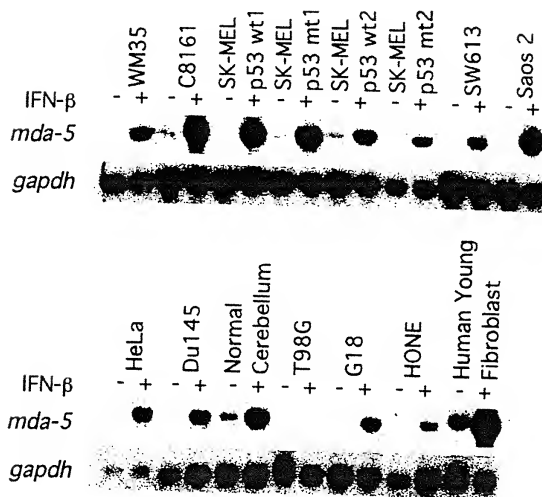 WM35
C8161
SK-MEL
p53 wt1
SK-MEL
p53 mt1
SK-MEL
p53 wt2
SK-MEL
p53 mt2
SW613
Saos 2
IFN-β - + - + - + - + - + - + - + - +
mda-5
gapdh
HeLa
Du145
Normal
Cerebellum
T98G
G18
HONE
Human Young
Fibroblast
IFN-β - + - + - + - + - + - + - +
mda-5
gapdh